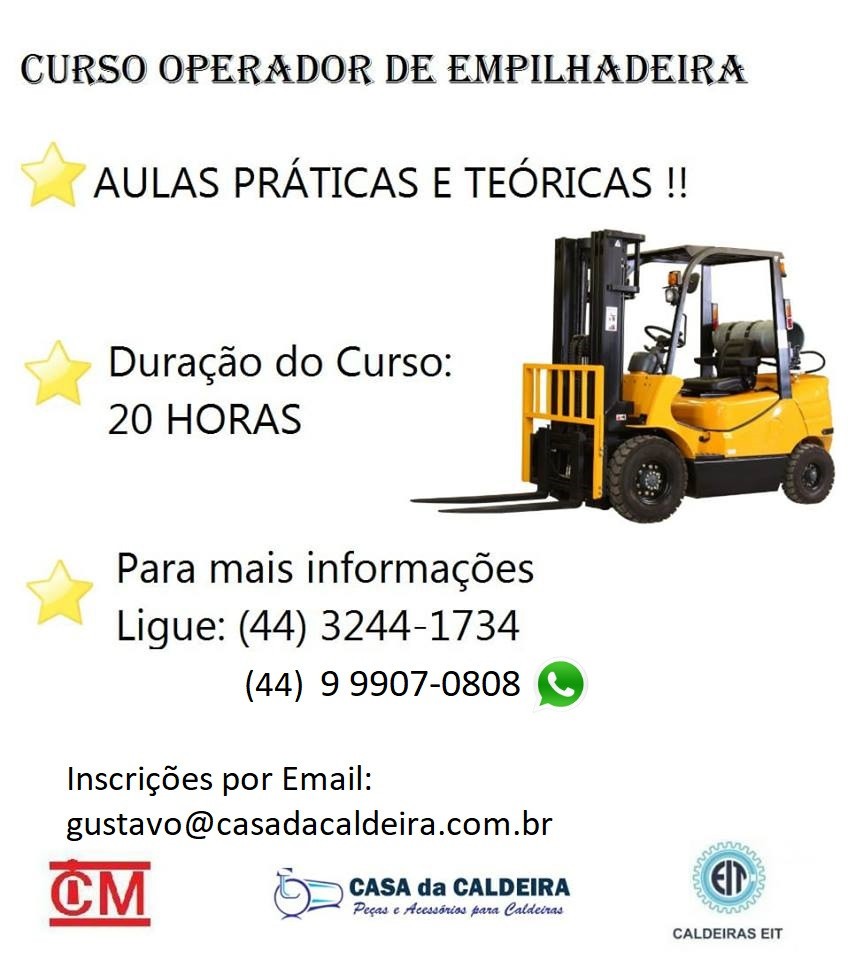 CURSO OPERADOR DE EMPILHADEIRA
AULAS PRÁTICAS E TEÓRICAS !!
Duração do Curso:
20 HORAS
Para mais informações
Ligue: (44) 3244-1734
(44) 9 9907-0808
Inscrições por Email:
gustavo@casadacaldeira.com.br
CIM
CASA da CALDEIRA
Peças e Acessórios para Caldeiras
EIT
CALDEIRAS EIT